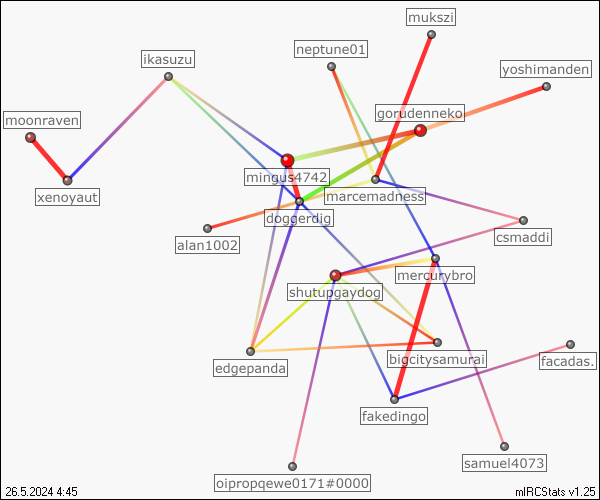 mukszi
neptune01
ikasuzu
yoshimanden
gorudenneko
moonraven
mingus4742
xenoyaut
marcemadness
doggerdig
csmaddi
alan1002
mercurybro
shutupgaydog
bigcitysamurai
facadas.
edgepanda
fakedingo
samuel4073
oipropqewe0171#0000
26.5.2024 4:45
mIRCStats v1.25